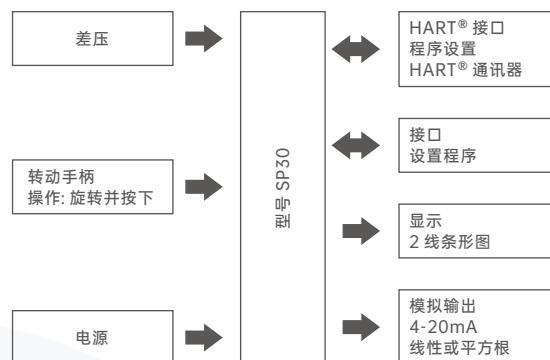 差压
转动手柄
操作: 旋转并按下
电源
型号 SP30
HART® 接口
程序设置
HART® 通讯器
接口
设置程序
显示
2 线条形图
模拟输出
4-20mA
线性或平方根